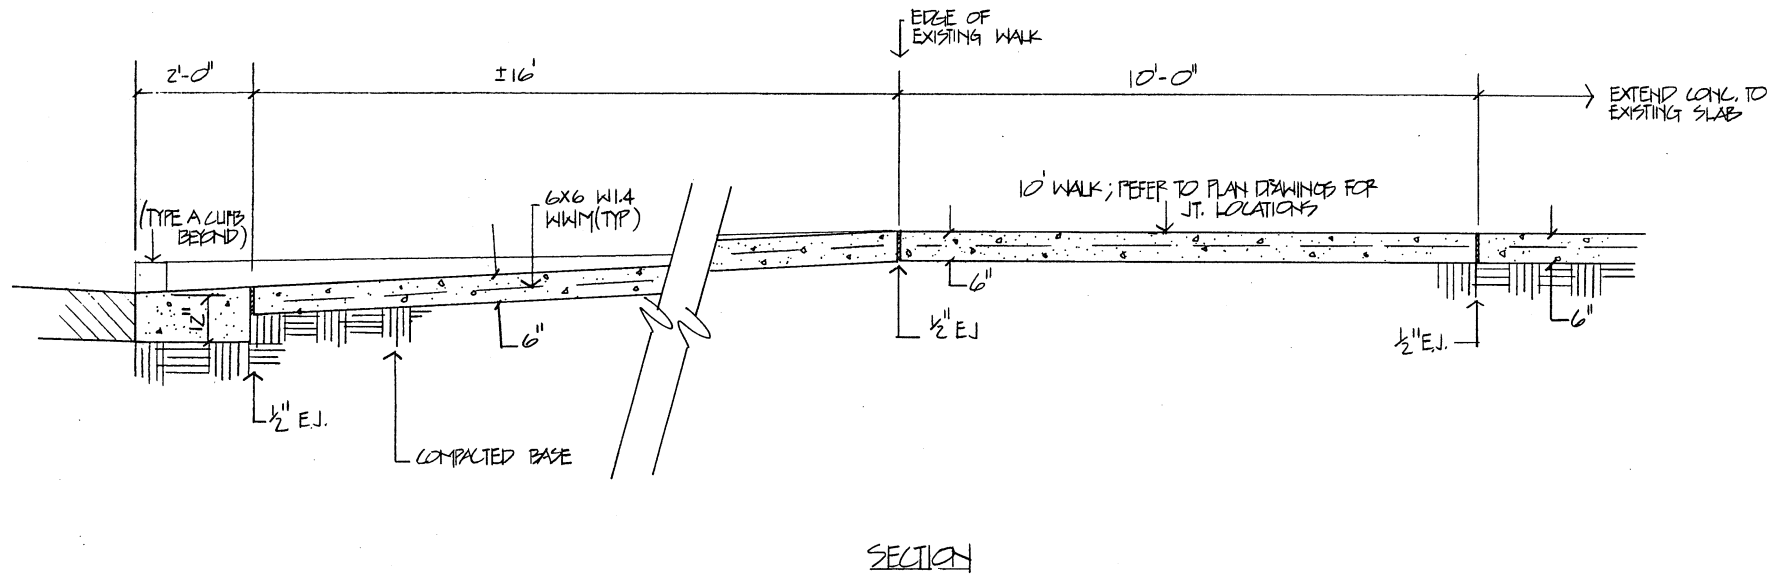 EDGE OF
EXISTING WALK
2'-0"
±16'
10'-0"
EXTEND CONC. TO
EXISTING SLAB
(TYPE A CURB
BEYOND)
6X6 W1.4
WWM(TYP)
10' WALK; REFER TO PLAN DRAWINGS FOR
JT. LOCATIONS
12"
6"
6"
6"
1/2" E.J.
1/2" E.J.
1/2" E.J.
COMPACTED BASE
SECTION